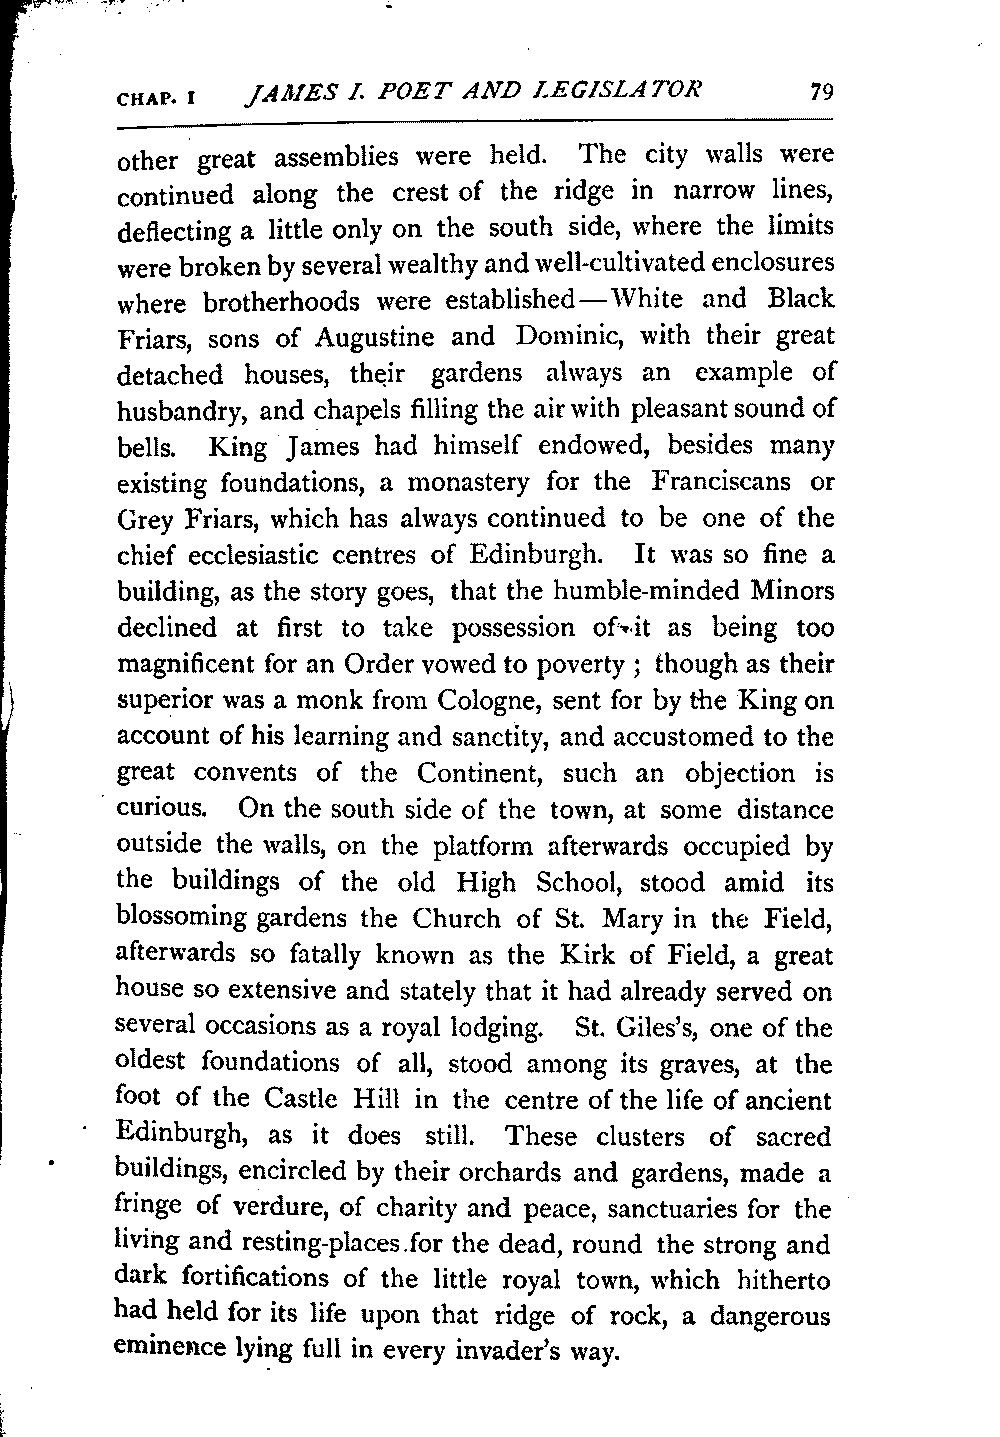 CHAP. I JAMES I. POET AND LEGISLATOR 79
other great assemblies were held. The city walls were
continued along the crest of the ridge in narrow lines,
deflecting a little only on the south side, where the limits
were broken by several wealthy and well-cultivated enclosures
where brotherhoods were established—White and Black
Friars, sons of Augustine and Dominic, with their great
detached houses, their gardens always an example of
husbandry, and chapels filling the air with pleasant sound of
bells. King James had himself endowed, besides many
existing foundations, a monastery for the Franciscans or
Grey Friars, which has always continued to be one of the
chief ecclesiastic centres of Edinburgh. It was so fine a
building, as the story goes, that the humble-minded Minors
declined at first to take possession of it as being too
magnificent for an Order vowed to poverty ; though as their
superior was a monk from Cologne, sent for by the King on
account of his learning and sanctity, and accustomed to the
great convents of the Continent, such an objection is
curious. On the south side of the town, at some distance
outside the walls, on the platform afterwards occupied by
the buildings of the old High School, stood amid its
blossoming gardens the Church of St. Mary in the Field,
afterwards so fatally known as the Kirk of Field, a great
house so extensive and stately that it had already served on
several occasions as a royal lodging. St. Giles's, one of the
oldest foundations of all, stood among its graves, at the
foot of the Castle Hill in the centre of the life of ancient
Edinburgh, as it does still. These clusters of sacred
buildings, encircled by their orchards and gardens, made a
fringe of verdure, of charity and peace, sanctuaries for the
living and resting-places for the dead, round the strong and
dark fortifications of the little royal town, which hitherto
had held for its life upon that ridge of rock, a dangerous
eminence lying full in every invader's way.